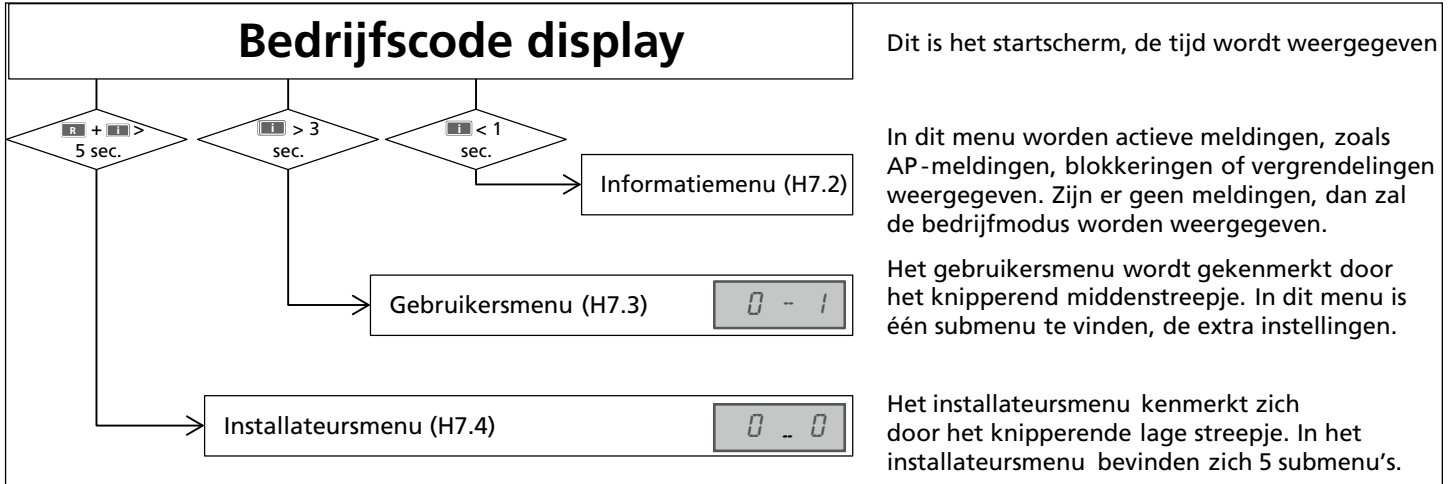 Bedrijfscode display
Dit is het startscherm, de tijd wordt weergegeven
R + i >
5 sec.
i > 3
sec.
i < 1
sec.
Informatiemenu (H7.2)
In dit menu worden actieve meldingen, zoals
AP-meldingen, blokkeringen of vergrendelingen
weergegeven. Zijn er geen meldingen, dan zal
de bedrijfmodus worden weergegeven.
Gebruikersmenu (H7.3)
0 - 1
Het gebruikersmenu wordt gekenmerkt door
het knipperend middenstreepje. In dit menu is
één submenu te vinden, de extra instellingen.
Installateursmenu (H7.4)
0 _ 0
Het installateursmenu kenmerkt zich
door het knipperende lage streepje. In het
installateursmenu bevinden zich 5 submenu's.